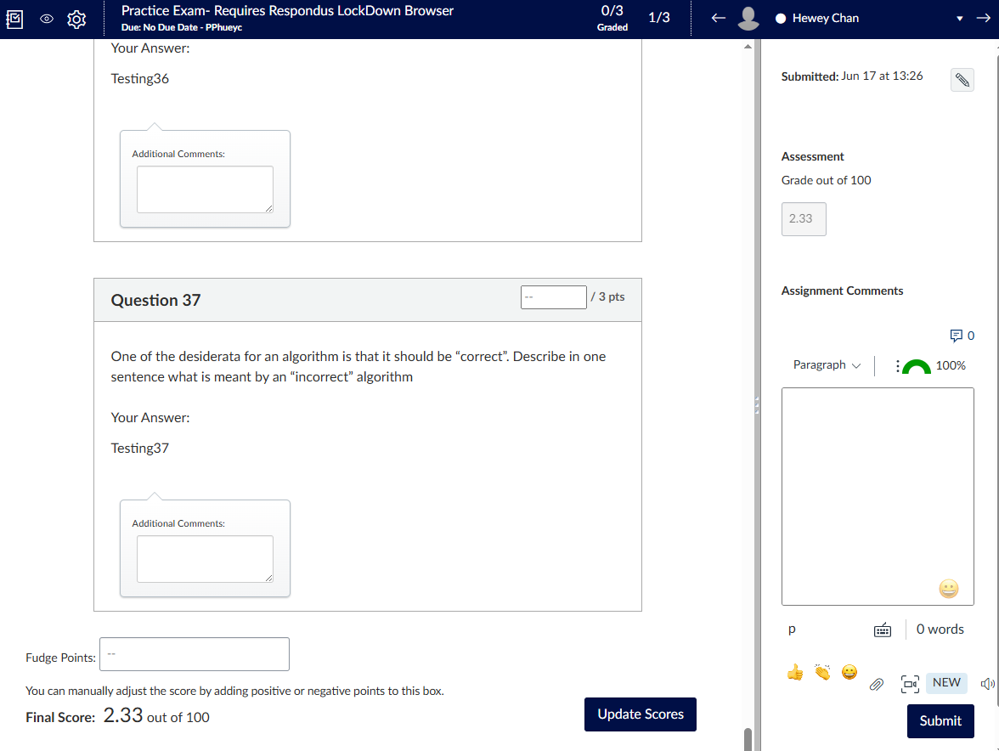 Practice Exam- Requires Respondus LockDown Browser
Due: No Due Date - PPhueyc
0/3
Graded
1/3
Hewey Chan
Your Answer:
Testing36
Additional Comments:
Question 37
-- / 3 pts
One of the desiderata for an algorithm is that it should be “correct”. Describe in one
sentence what is meant by an “incorrect” algorithm
Your Answer:
Testing37
Additional Comments:
Fudge Points: --
You can manually adjust the score by adding positive or negative points to this box.
Final Score: 2.33 out of 100
Update Scores
Submitted: Jun 17 at 13:26
Assessment
Grade out of 100
2.33
Assignment Comments
0
Paragraph
100%
p
0 words
NEW
Submit